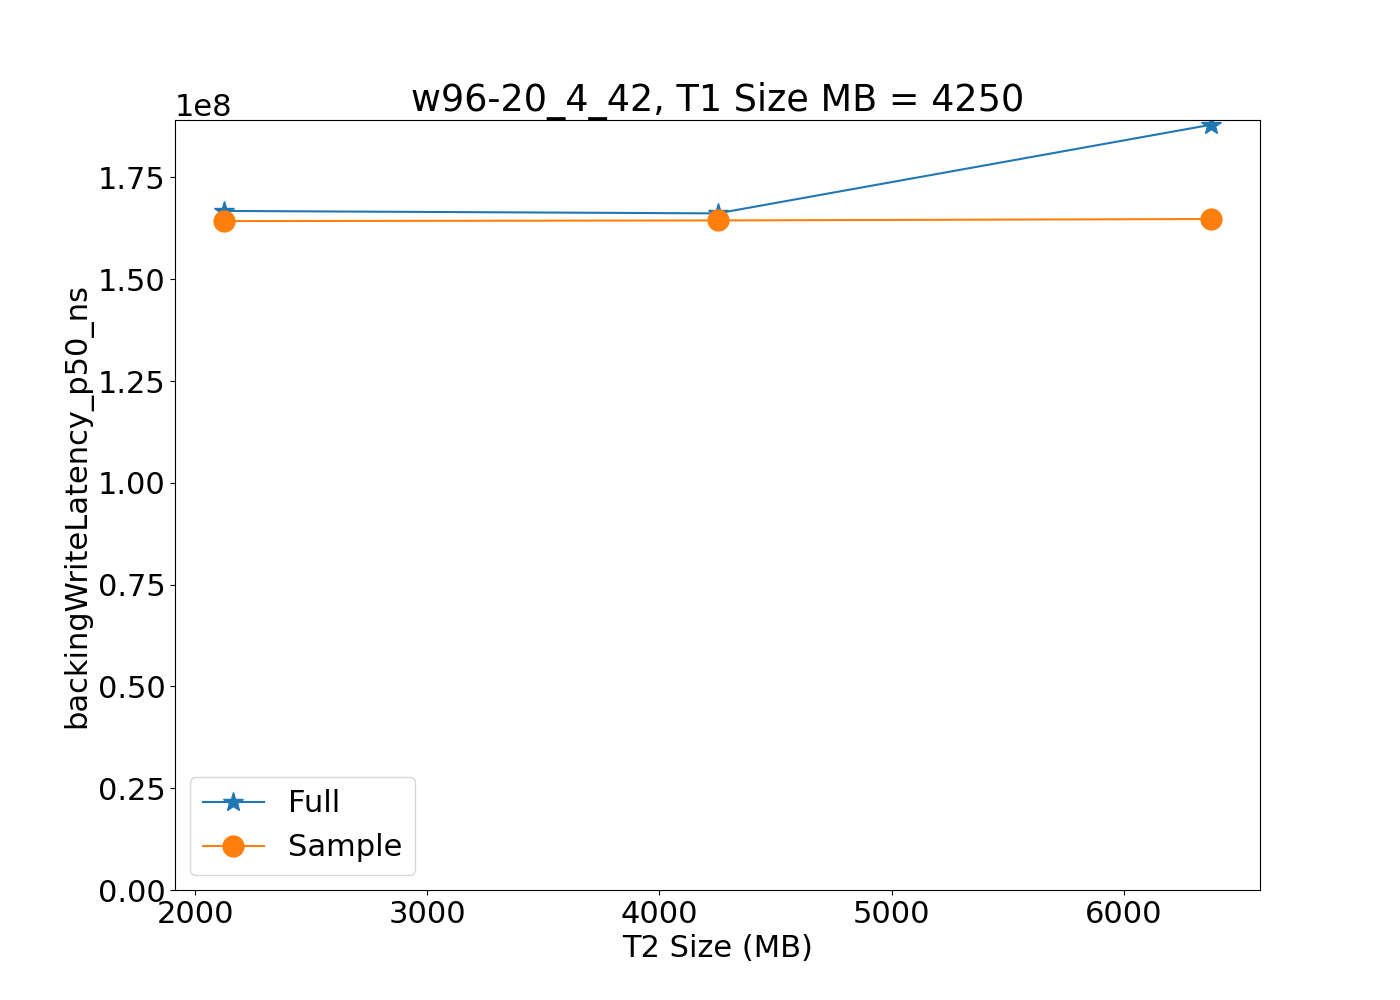 w96-20_4_42, T1 Size MB = 4250
1e8
backingWriteLatency_p50_ns
1.75
1.50
1.25
1.00
0.75
0.50
0.25
0.00
Full
Sample
2000 3000 4000 5000 6000
T2 Size (MB)